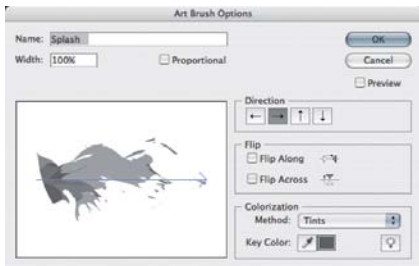 Art Brush Options
Name: Splash
OK
Width: 100%
Proportional
Cancel
Preview
Direction
Flip
Flip Along
Flip Across
Colorization
Method: Tints
Key Color: